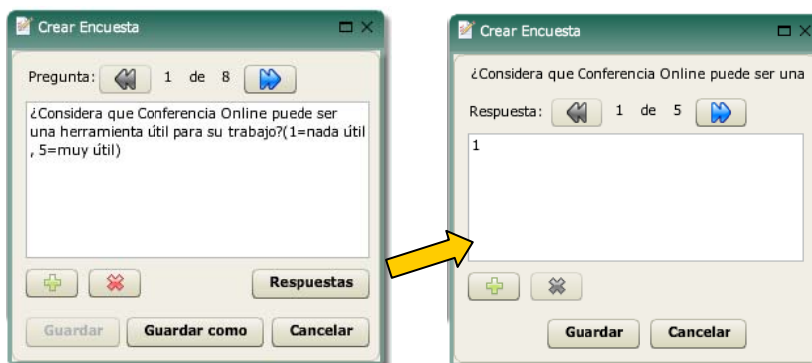 Crear Encuesta
Pregunta: 1 de 8
¿Considera que Conferencia Online puede ser
una herramienta útil para su trabajo?(1=nada útil
, 5=muy útil)
Respuestas
Guardar Guardar como Cancelar
Crear Encuesta
¿Considera que Conferencia Online puede ser una
Respuesta: 1 de 5
1
Guardar Cancelar